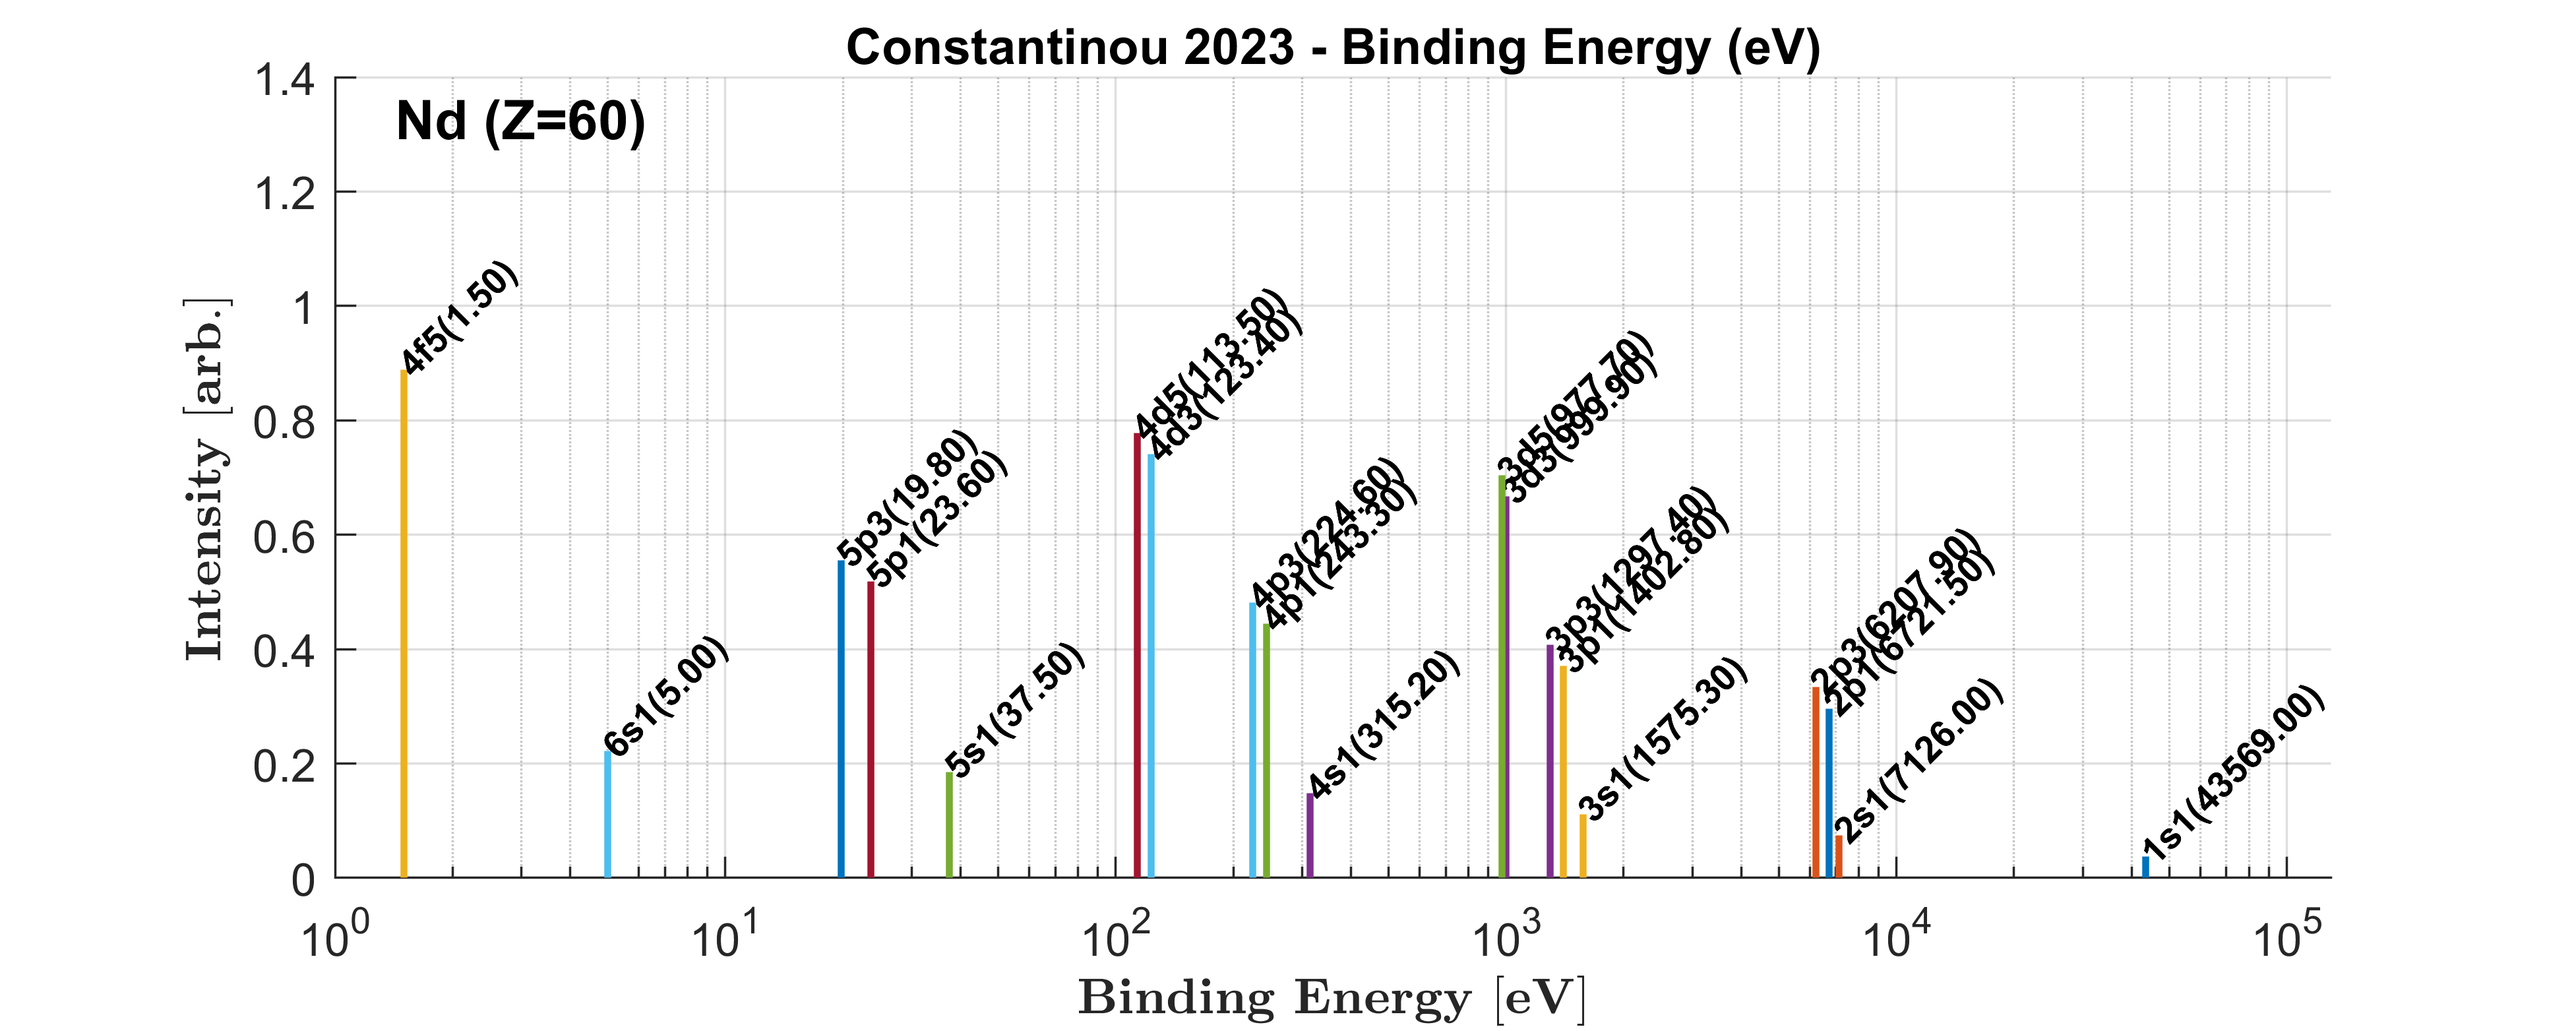 Constantinou 2023 - Binding Energy (eV)
Nd (Z=60)
Intensity [arb.]
1.4
1.2
1
0.8
0.6
0.4
0.2
0
4f5(1.50)
6s1(5.00)
5p3(19.80)
5p1(23.60)
5s1(37.50)
4d5(113.50)
4d3(123.40)
4p3(224.60)
4p1(243.30)
4s1(315.20)
3d5(977.70)
3d3(999.90)
3p3(1297.40)
3p1(1402.80)
3s1(1575.30)
2p3(6207.90)
2p1(6721.50)
2s1(7126.00)
1s1(43569.00)
10^0 10^1 10^2 10^3 10^4 10^5
Binding Energy [eV]